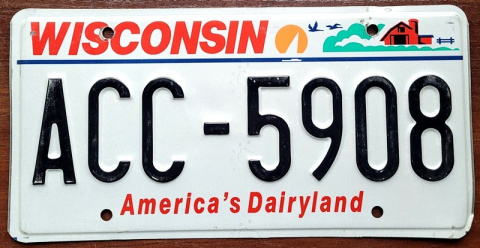 WISCONSIN
ACC-5908
America's Dairyland